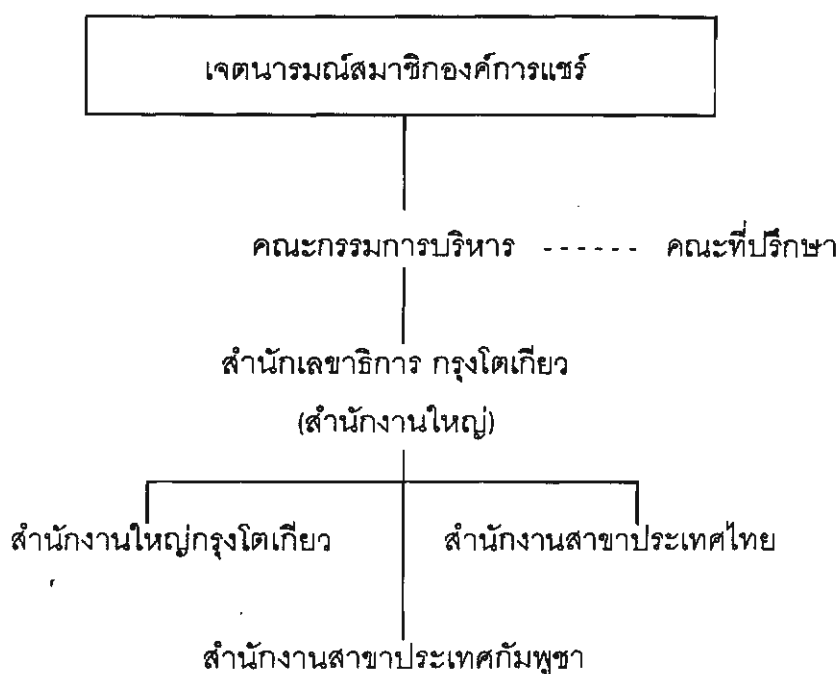 เจตนารมณ์สมาชิกองค์การแชร์
คณะกรรมการบริหาร ------ คณะที่ปรึกษา
สำนักเลขาธิการ กรุงโตเกียว
(สำนักงานใหญ่)
สำนักงานใหญ่กรุงโตเกียว สำนักงานสาขาประเทศไทย
สำนักงานสาขาประเทศกัมพูชา